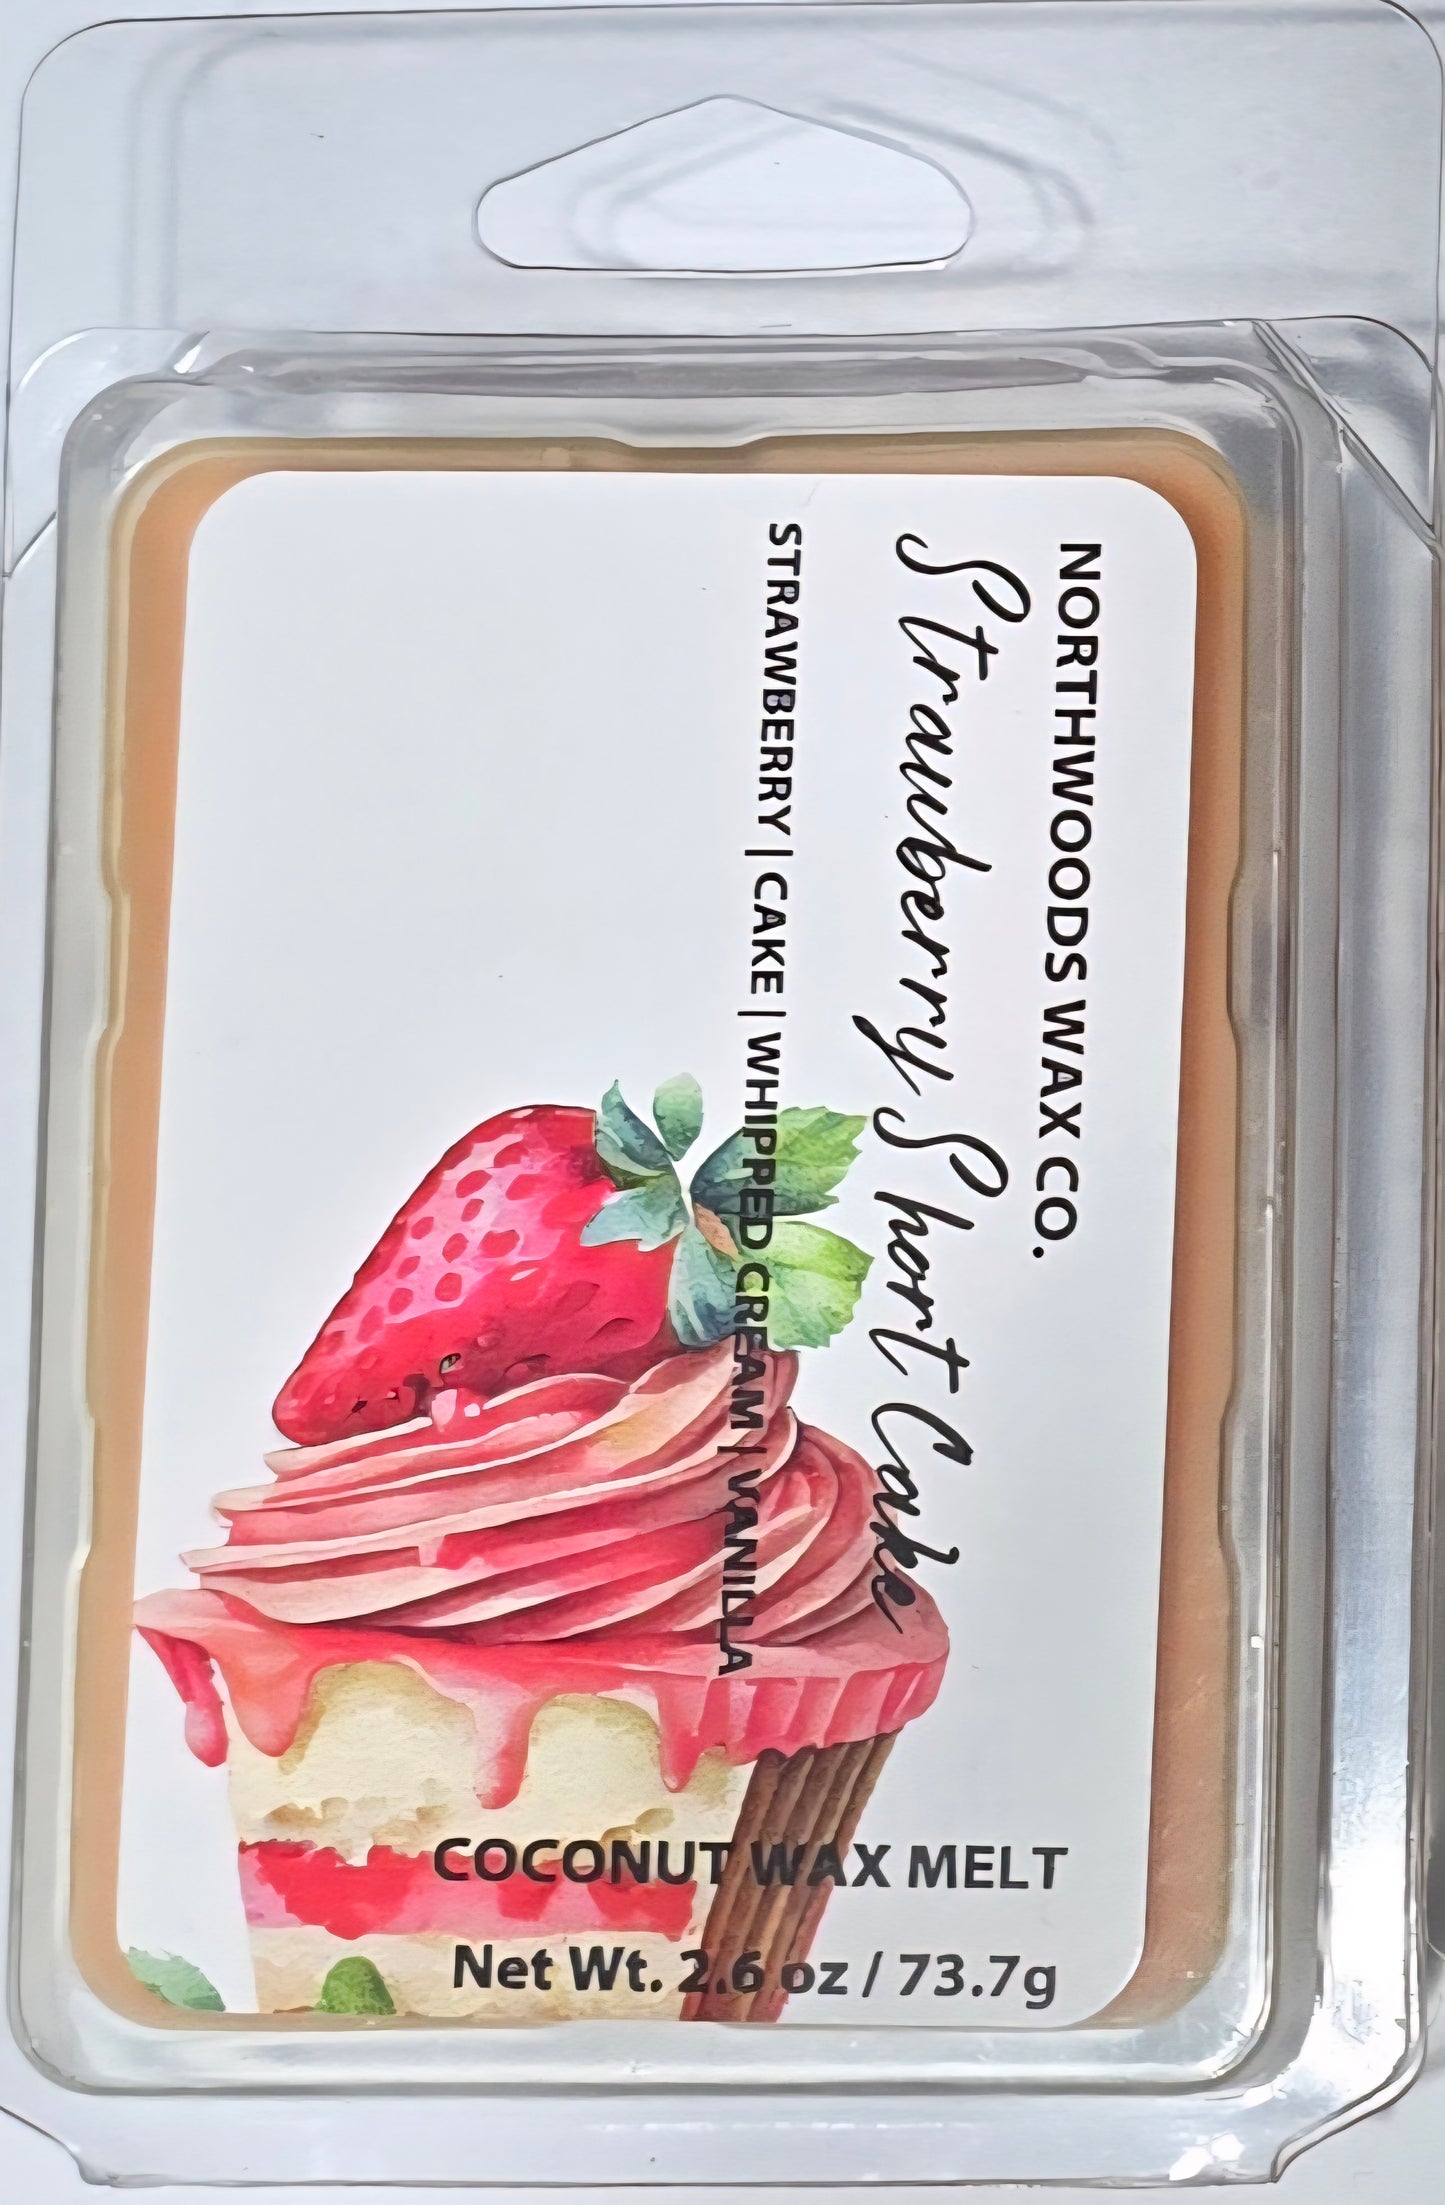 NORTHWOODS WAX CO.
Strawberry Short Cake
STRAWBERRY | CAKE | WHIPPED CREAM | VANILLA
COCONUT WAX MELT
Net Wt. 2.6 oz / 73.7g